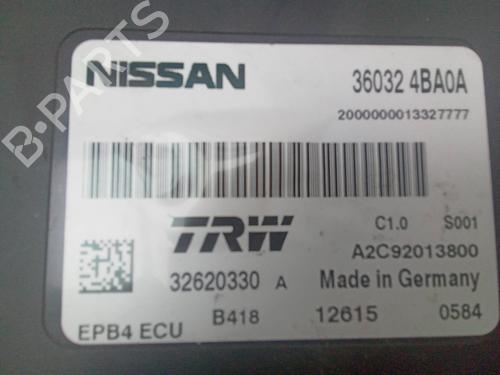 NISSAN 36032 4BA0A
2000000013327777
TRW C1.0 S001
A2C92013800
32620330 A Made in Germany
EPB4 ECU B418 12615 0584
B-PARTS